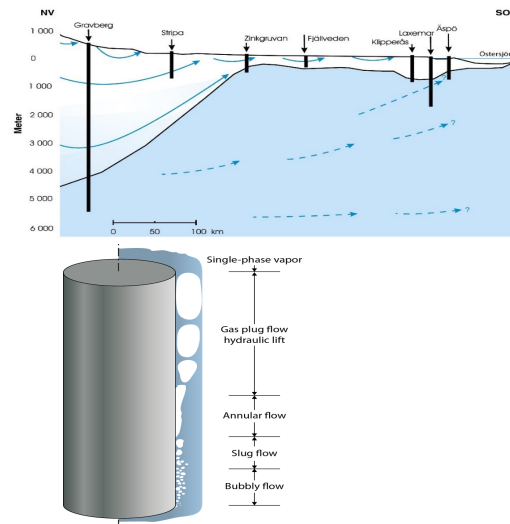 NV
SO
Gravberg
Stripa
Zinkgruvan
Fjällveden
Klipperås
Laxemar
Äspö
Östersjö
1 000
0
1 000
2 000
3 000
4 000
5 000
6 000
Meter
?
?
0 50 100 km
Single-phase vapor
Gas plug flow
hydraulic lift
Annular flow
Slug flow
Bubbly flow